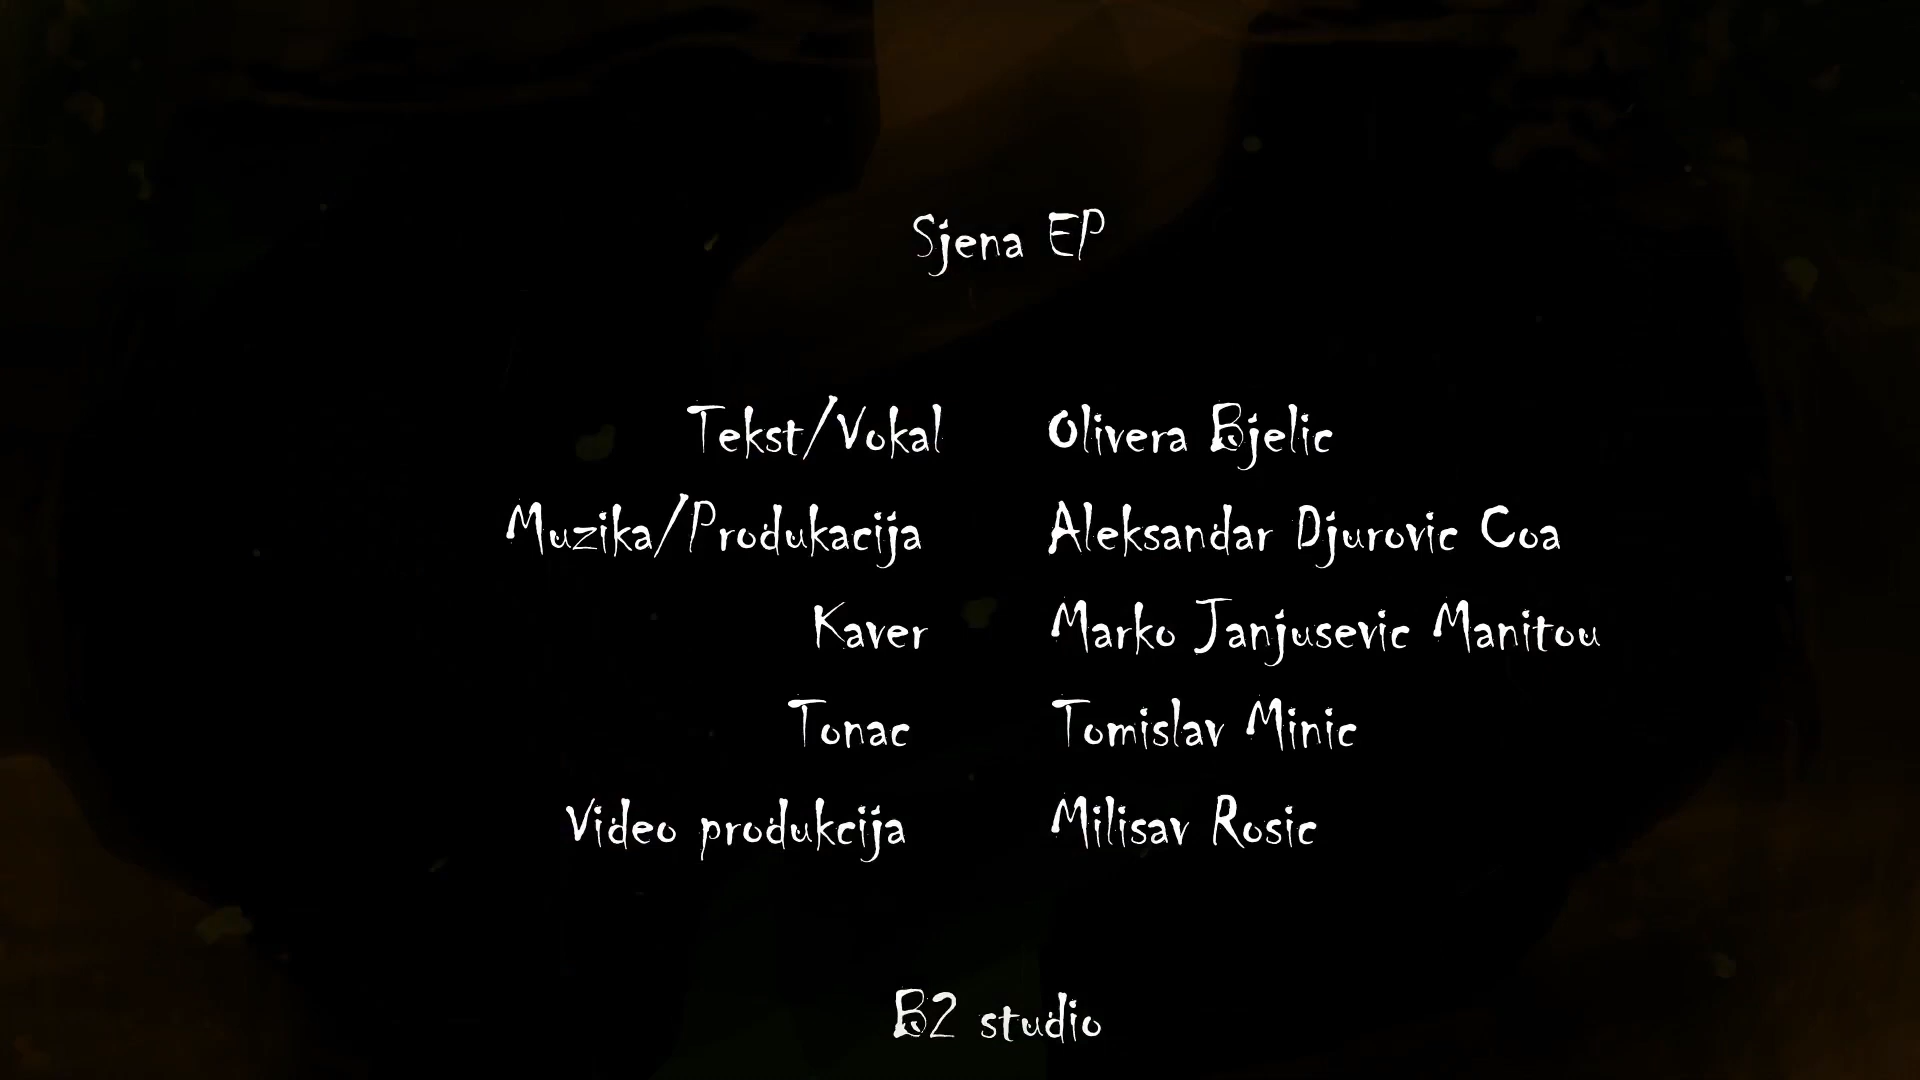 Sjena EP
Tekst/Vokal Olivera Bjelic
Muzika/Produkacija Aleksandar Djurovic Coa
Kaver Marko Janjusevic Manitou
Tonac Tomislav Minic
Video produkcija Milisav Rosic
B2 studio